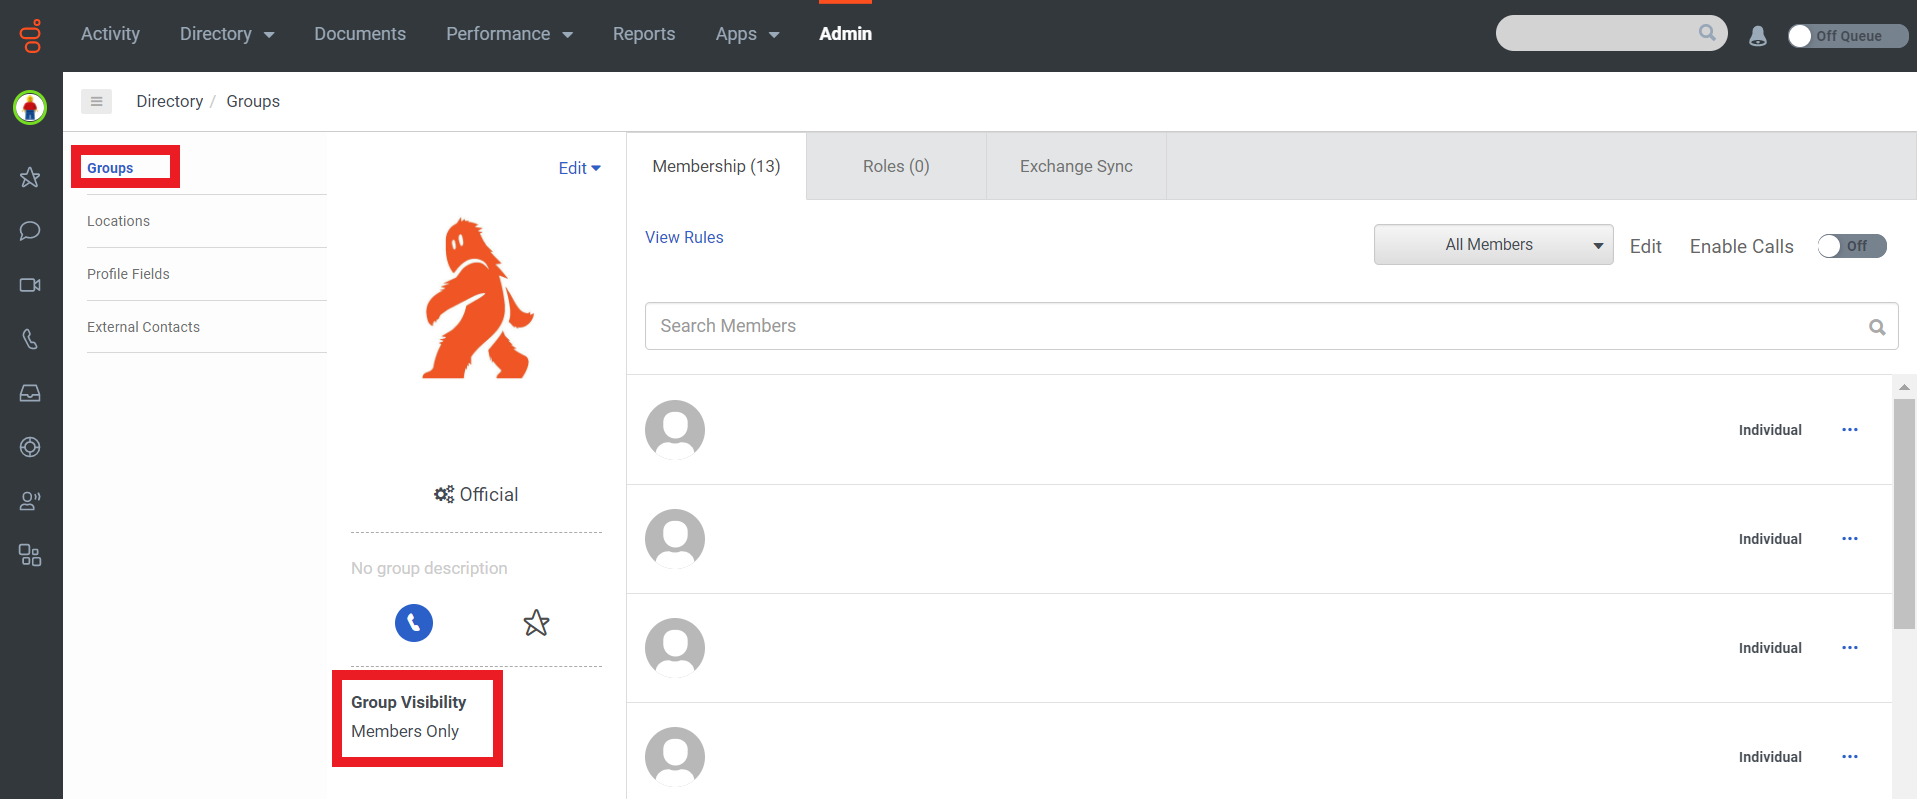 Activity Directory Documents Performance Reports Apps Admin Off Queue
Directory / Groups
Groups
Locations
Profile Fields
External Contacts
Edit
Official
No group description
Group Visibility
Members Only
Membership (13) Roles (0) Exchange Sync
View Rules All Members Edit Enable Calls Off
Search Members
Individual
Individual
Individual
Individual